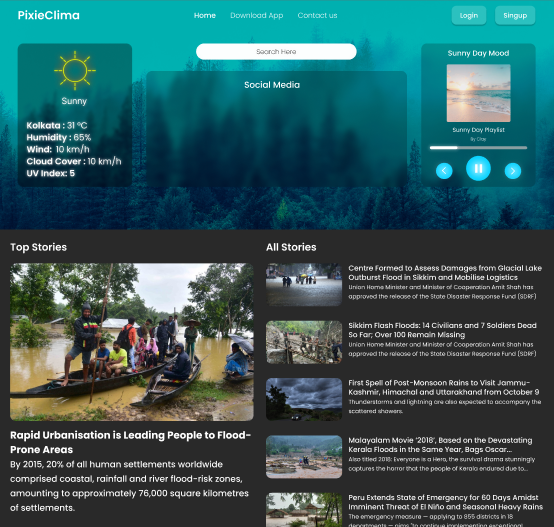 PixieClima
Home
Download App
Contact us
Login
Singup
Search Here
Sunny
Kolkata : 31 °C
Humidity : 65%
Wind: 10 km/h
Cloud Cover : 10 km/h
UV Index: 5
Social Media
Sunny Day Mood
Sunny Day Playlist
Top Stories
Rapid Urbanisation is Leading People to Flood-
Prone Areas
By 2015, 20% of all human settlements worldwide
comprised coastal, rainfall and river flood-risk zones,
amounting to approximately 76,000 square kilometres
of settlements.
All Stories
Centre Formed to Assess Damages from Glacial Lake
Outburst Flood in Sikkim and Mobilise Logistics
Union Home Minister and Minister of Cooperation Amit Shah has
approved the release of the State Disaster Response Fund (SDRF)
Sikkim Flash Floods: 14 Civilians and 7 Soldiers Dead
So Far; Over 100 Remain Missing
Union Home Minister and Minister of Cooperation Amit Shah has
approved the release of the State Disaster Response Fund (SDRF)
First Spell of Post-Monsoon Rains to Visit Jammu-
Kashmir, Himachal and Uttarakhand from October 9
Thunderstorms and lightning are also expected to accompany the
scattered showers.
Malayalam Movie ‘2018’, Based on the Devastating
Kerala Floods in the Same Year, Bags Oscar...
Also titled 2018: Everyone is a Hero, the survival drama stunningly
captures the horror that the people of Kerala endured due to...
Peru Extends State of Emergency for 60 Days Amidst
Imminent Threat of El Niño and Seasonal Heavy Rains
The emergency measure — applying to 855 districts in 18
departments — aims "to continue implementing exceptional